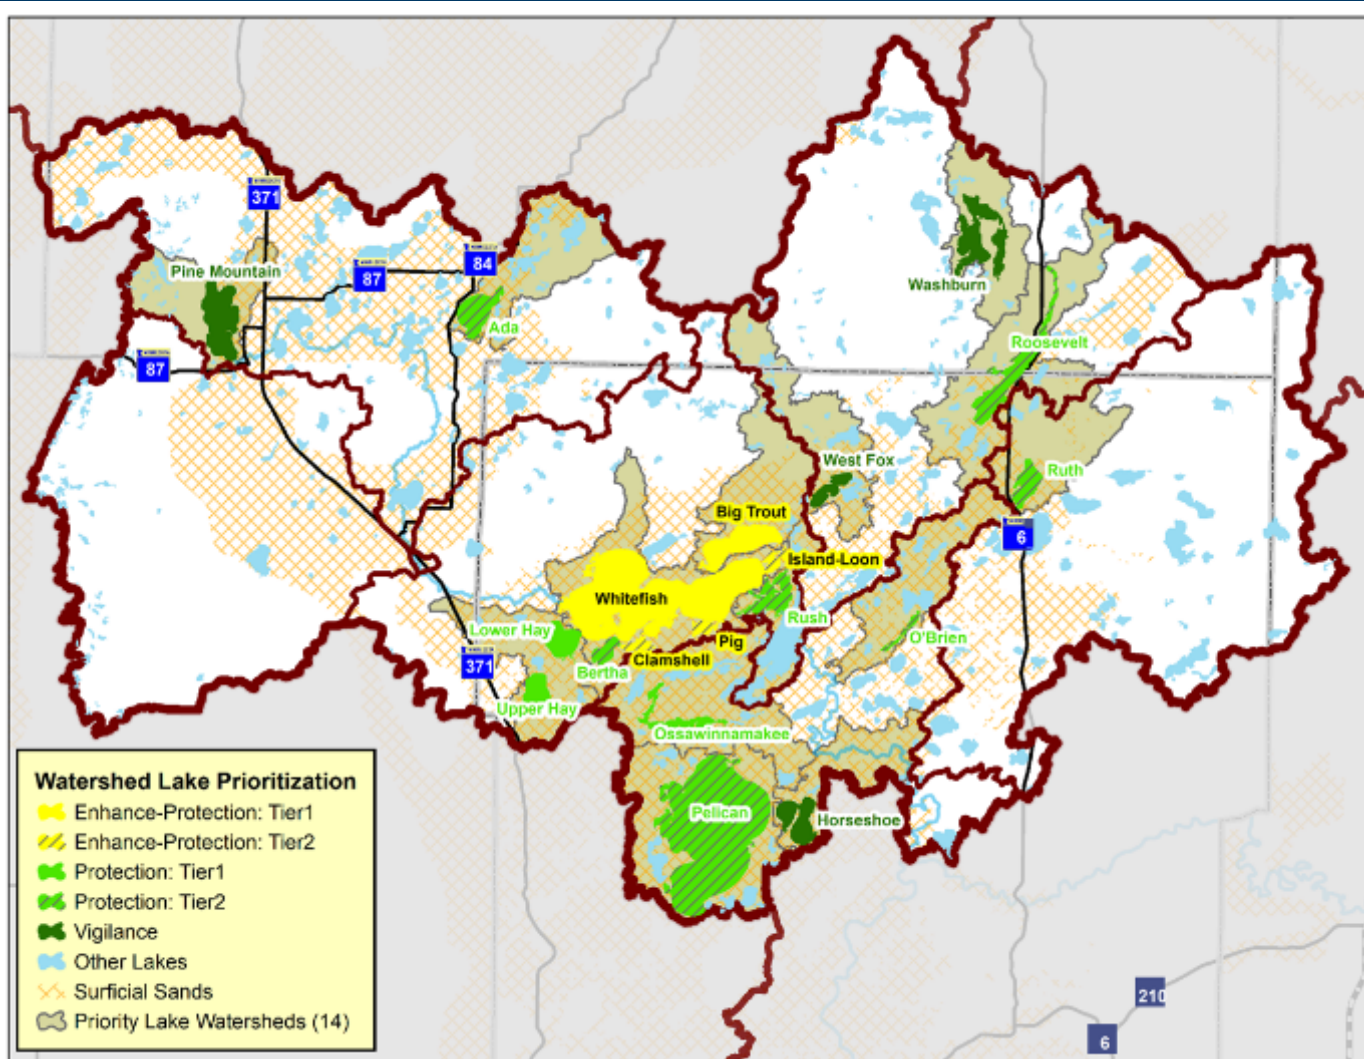 371
84
87
Pine Mountain
Washburn
Ada
Roosevelt
87
West Fox
Ruth
Big Trout
6
Island-Loon
Whitefish
Rush
Lower Hay
O'Brien
Pig
Clamshell
371
Bertha
Upper Hay
Ossawinnamakee
Pelican
Horseshoe
Watershed Lake Prioritization
Enhance-Protection: Tier1
Enhance-Protection: Tier2
Protection: Tier1
Protection: Tier2
Vigilance
Other Lakes
Surficial Sands
Priority Lake Watersheds (14)
210
6